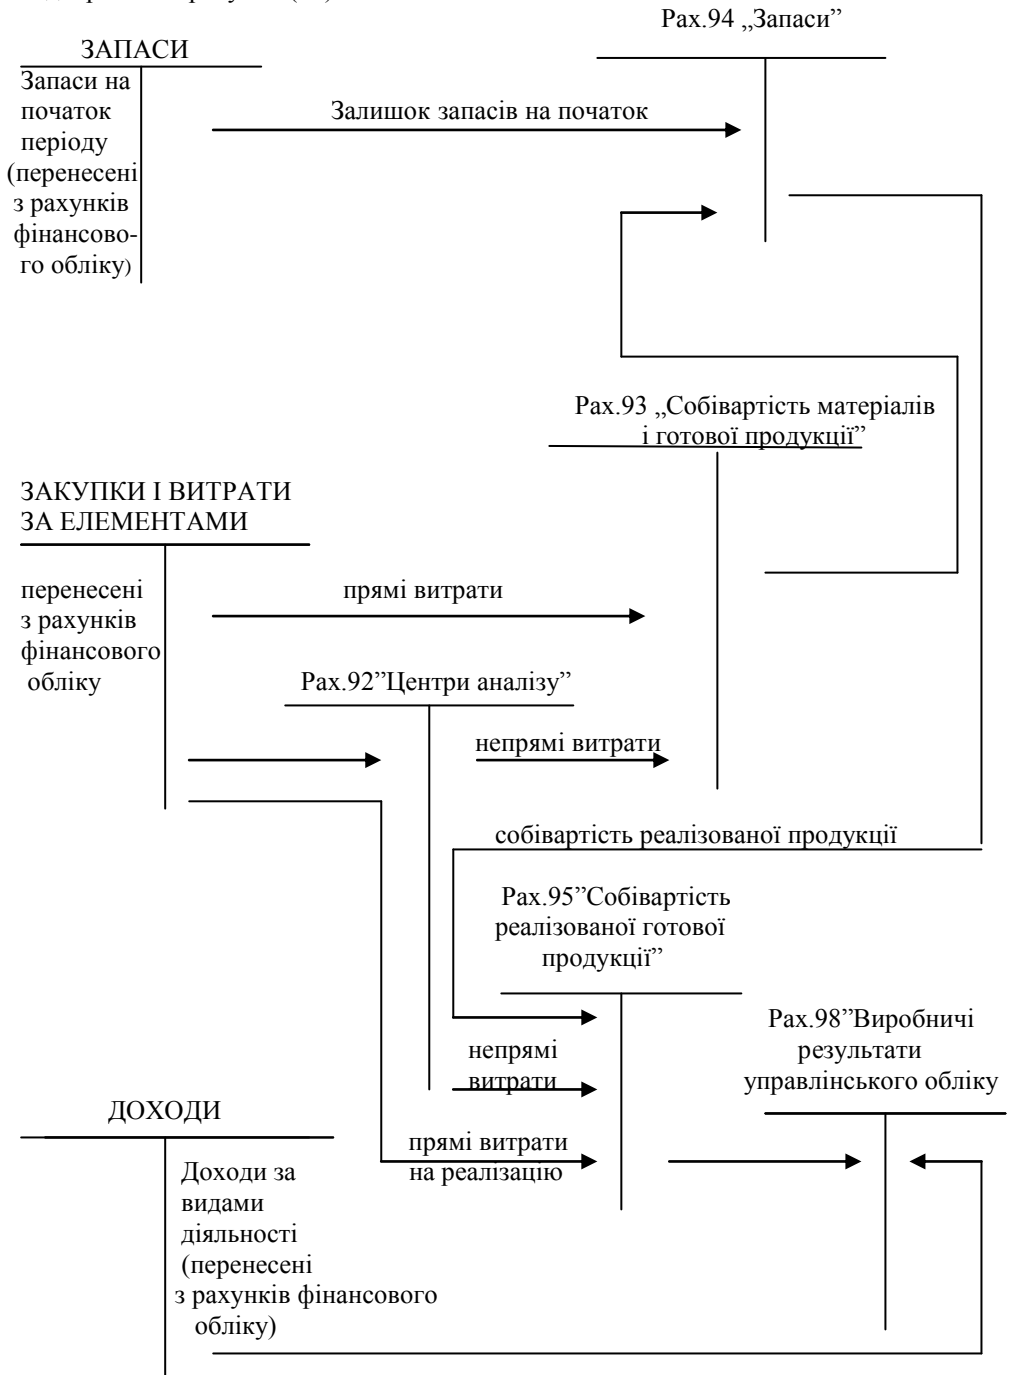 Рах.94 „Запаси”
ЗАПАСИ
Запаси на
початок
періоду
(перенесені
з рахунків
фінансово-
го обліку)
Залишок запасів на початок
Рах.93 „Собівартість матеріалів
і готової продукції”
ЗАКУПКИ І ВИТРАТИ
ЗА ЕЛЕМЕНТАМИ
перенесені
з рахунків
фінансового
обліку
прямі витрати
Рах.92”Центри аналізу”
непрямі витрати
собівартість реалізованої продукції
Рах.95”Собівартість
реалізованої готової
продукції”
Рах.98”Виробничі
результати
управлінського обліку
непрямі
витрати
ДОХОДИ
прямі витрати
на реалізацію
Доходи за
видами
діяльності
(перенесені
з рахунків фінансового
обліку)